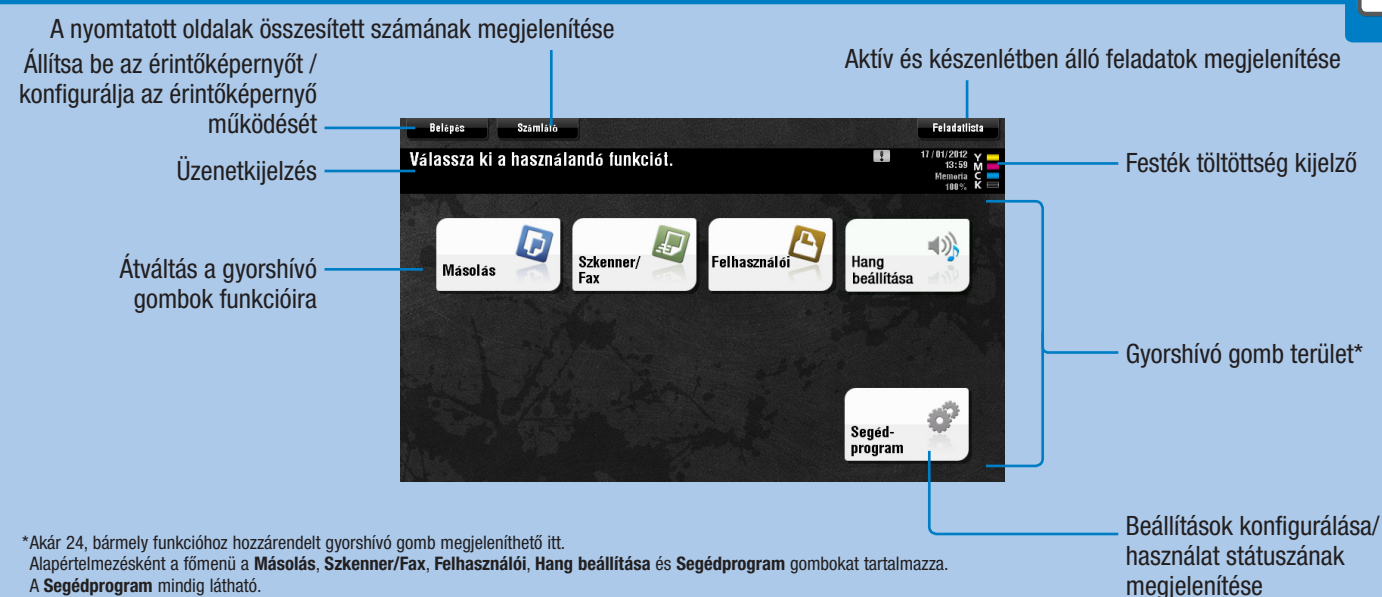 A nyomtatott oldalak összesített számának megjelenítése
Állítsa be az érintőképernyőt /
konfigurálja az érintőképernyő
működését
Aktív és készenlétben álló feladatok megjelenítése
Belépés
Számláló
Feladatlista
Üzenetkijelzés
Válassza ki a használandó funkciót.
17/01/2012
13:59
Memória
100%
Y
M
C
K
Festék töltöttség kijelző
Átváltás a gyorshívó
gombok funkcióira
Másolás
Szkenner/
Fax
Felhasználói
Hang
beállítása
Gyorshívó gomb terület*
Segéd-
program
Beállítások konfigurálása/
használat státuszának
megjelenítése
*Akár 24, bármely funkcióhoz hozzárendelt gyorshívó gomb megjeleníthető itt.
Alapértelmezésként a főmenü a Másolás, Szkenner/Fax, Felhasználói, Hang beállítása és Segédprogram gombokat tartalmazza.
A Segédprogram mindig látható.